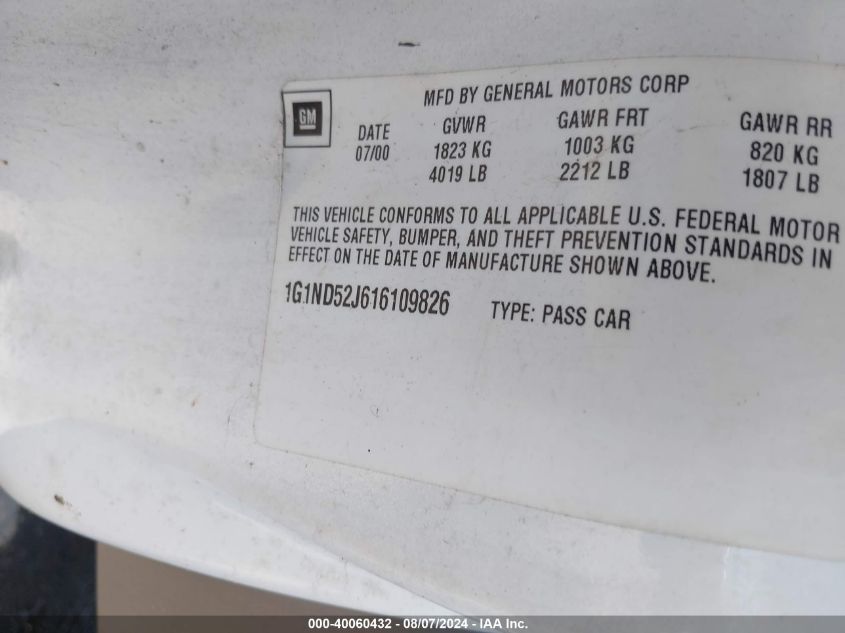 MFD BY GENERAL MOTORS CORP
GM
DATE GVWR GAWR FRT GAWR RR
07/00 1823 KG 1003 KG 820 KG
4019 LB 2212 LB 1807 LB
THIS VEHICLE CONFORMS TO ALL APPLICABLE U.S. FEDERAL MOTOR
VEHICLE SAFETY, BUMPER, AND THEFT PREVENTION STANDARDS IN
EFFECT ON THE DATE OF MANUFACTURE SHOWN ABOVE.
1G1ND52J616109826 TYPE: PASS CAR
000-40060432 - 08/07/2024 - IAA Inc.